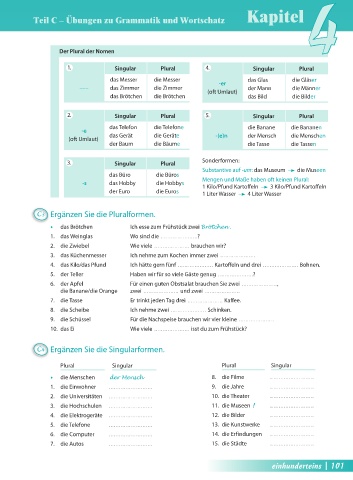 Teil C – Übungen zu Grammatik und Wortschatz
Kapitel 4
Der Plural der Nomen
1. Singular Plural
— das Messer die Messer
das Zimmer die Zimmer
das Brötchen die Brötchen
4. Singular Plural
-er (oft Umlaut) das Glas die Gläser
der Mann die Männer
das Bild die Bilder
2. Singular Plural
-e (oft Umlaut) das Telefon die Telefone
das Gerät die Geräte
der Baum die Bäume
5. Singular Plural
-(e)n die Banane die Bananen
der Mensch die Menschen
die Tasse die Tassen
3. Singular Plural
-s das Büro die Büros
das Hobby die Hobbys
der Euro die Euros
Sonderformen:
Substantive auf -um: das Museum → die Museen
Mengen und Maße haben oft keinen Plural:
1 Kilo/Pfund Kartoffeln → 3 Kilo/Pfund Kartoffeln
1 Liter Wasser → 4 Liter Wasser
Ergänzen Sie die Pluralformen.
das Brötchen Ich esse zum Frühstück zwei Brötchen.
1. das Weinglas Wo sind die ....................?
2. die Zwiebel Wie viele .................... brauchen wir?
3. das Küchenmesser Ich nehme zum Kochen immer zwei ....................
4. das Kilo/das Pfund Ich hätte gern fünf .................... Kartoffeln und drei .................... Bohnen.
5. der Teller Haben wir für so viele Gäste genug ....................?
6. der Apfel Für einen guten Obstsalat brauchen Sie zwei ....................,
die Banane/die Orange zwei .................... und zwei ....................
7. die Tasse Er trinkt jeden Tag drei .................... Kaffee.
8. die Scheibe Ich nehme zwei .................... Schinken.
9. die Schüssel Für die Nachspeise brauchen wir vier kleine ....................
10. das Ei Wie viele .................... isst du zum Frühstück?
Ergänzen Sie die Singularformen.
Plural Singular
die Menschen der Mensch
1. die Einwohner ....................
2. die Universitäten ....................
3. die Hochschulen ....................
4. die Elektrogeräte ....................
5. die Telefone ....................
6. die Computer ....................
7. die Autos ....................
Plural Singular
8. die Filme ....................
9. die Jahre ....................
10. die Theater ....................
11. die Museen ! ....................
12. die Bilder ....................
13. die Kunstwerke ....................
14. die Erfindungen ....................
15. die Städte ....................
einhunderteins | 101